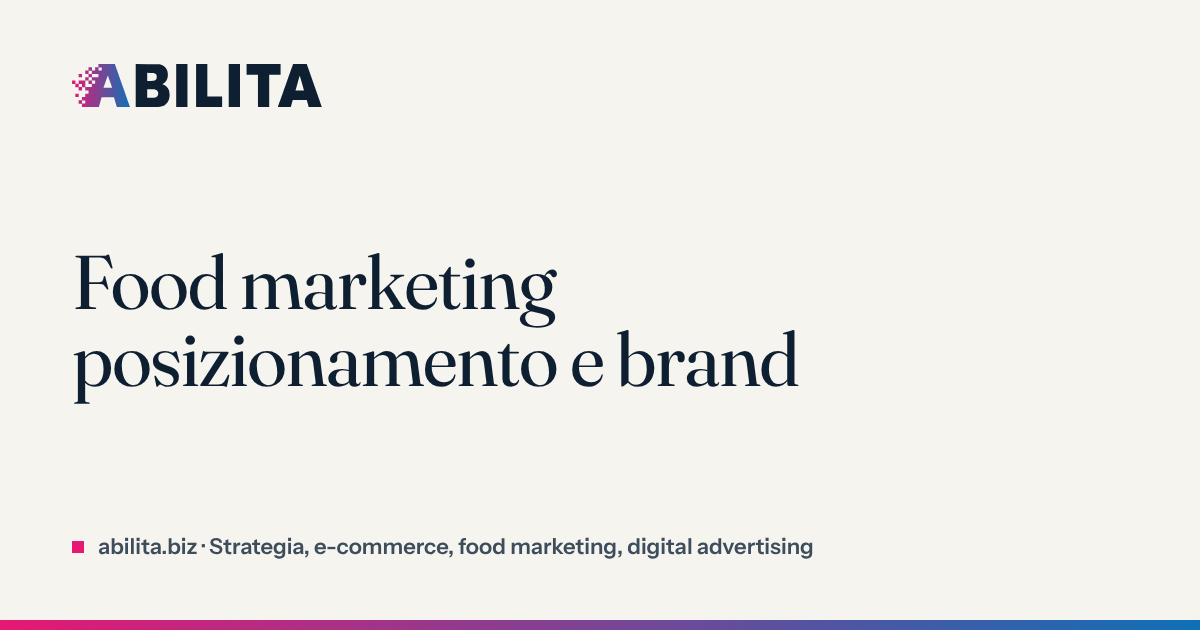 ABILITA
Food marketing
posizionamento e brand
abilita.biz · Strategia, e-commerce, food marketing, digital advertising